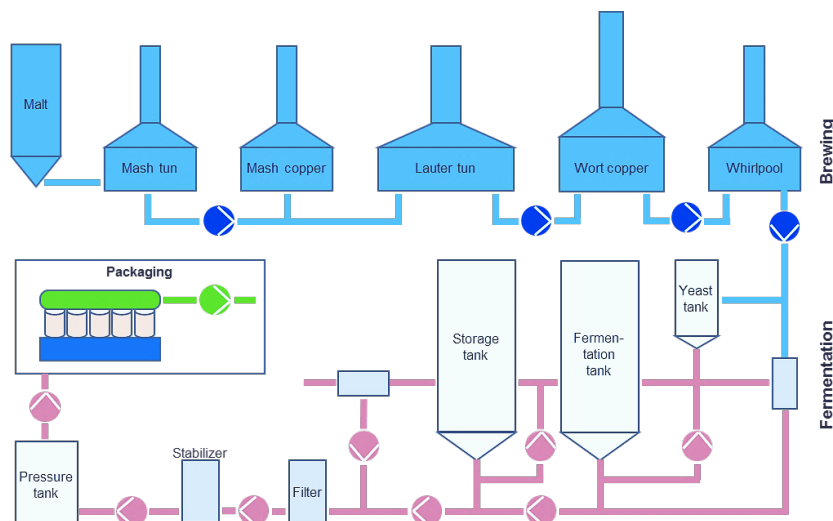 Malt
Mash tun
Mash copper
Lauter tun
Wort copper
Whirlpool
Brewing
Packaging
Storage
tank
Fermen-
tation
tank
Yeast
tank
Fermentation
Pressure
tank
Stabilizer
Filter